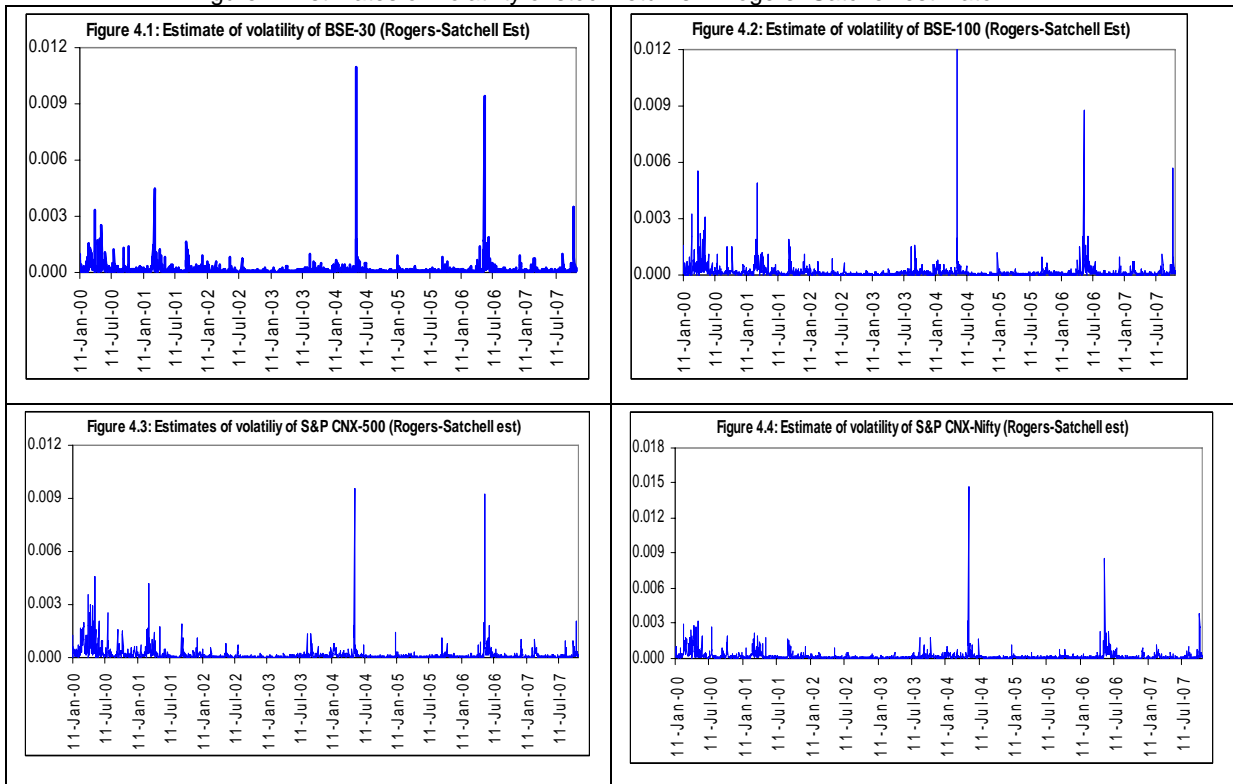 Figure 4.1: Estimate of volatility of BSE-30 (Rogers-Satchell Est)
0.012
0.009
0.006
0.003
0.000
11-Jan-00
11-Jul-00
11-Jan-01
11-Jul-01
11-Jan-02
11-Jul-02
11-Jan-03
11-Jul-03
11-Jan-04
11-Jul-04
11-Jan-05
11-Jul-05
11-Jan-06
11-Jul-06
11-Jan-07
11-Jul-07
Figure 4.2: Estimate of volatility of BSE-100 (Rogers-Satchell Est)
0.012
0.009
0.006
0.003
0.000
11-Jan-00
11-Jul-00
11-Jan-01
11-Jul-01
11-Jan-02
11-Jul-02
11-Jan-03
11-Jul-03
11-Jan-04
11-Jul-04
11-Jan-05
11-Jul-05
11-Jan-06
11-Jul-06
11-Jan-07
11-Jul-07
Figure 4.3: Estimates of volatiliy of S&P CNX-500 (Rogers-Satchell est)
0.012
0.009
0.006
0.003
0.000
11-Jan-00
11-Jul-00
11-Jan-01
11-Jul-01
11-Jan-02
11-Jul-02
11-Jan-03
11-Jul-03
11-Jan-04
11-Jul-04
11-Jan-05
11-Jul-05
11-Jan-06
11-Jul-06
11-Jan-07
11-Jul-07
Figure 4.4: Estimate of volatility of S&P CNX-Nifty (Rogers-Satchell est)
0.018
0.015
0.012
0.009
0.006
0.003
0.000
11-Jan-00
11-Jul-00
11-Jan-01
11-Jul-01
11-Jan-02
11-Jul-02
11-Jan-03
11-Jul-03
11-Jan-04
11-Jul-04
11-Jan-05
11-Jul-05
11-Jan-06
11-Jul-06
11-Jan-07
11-Jul-07